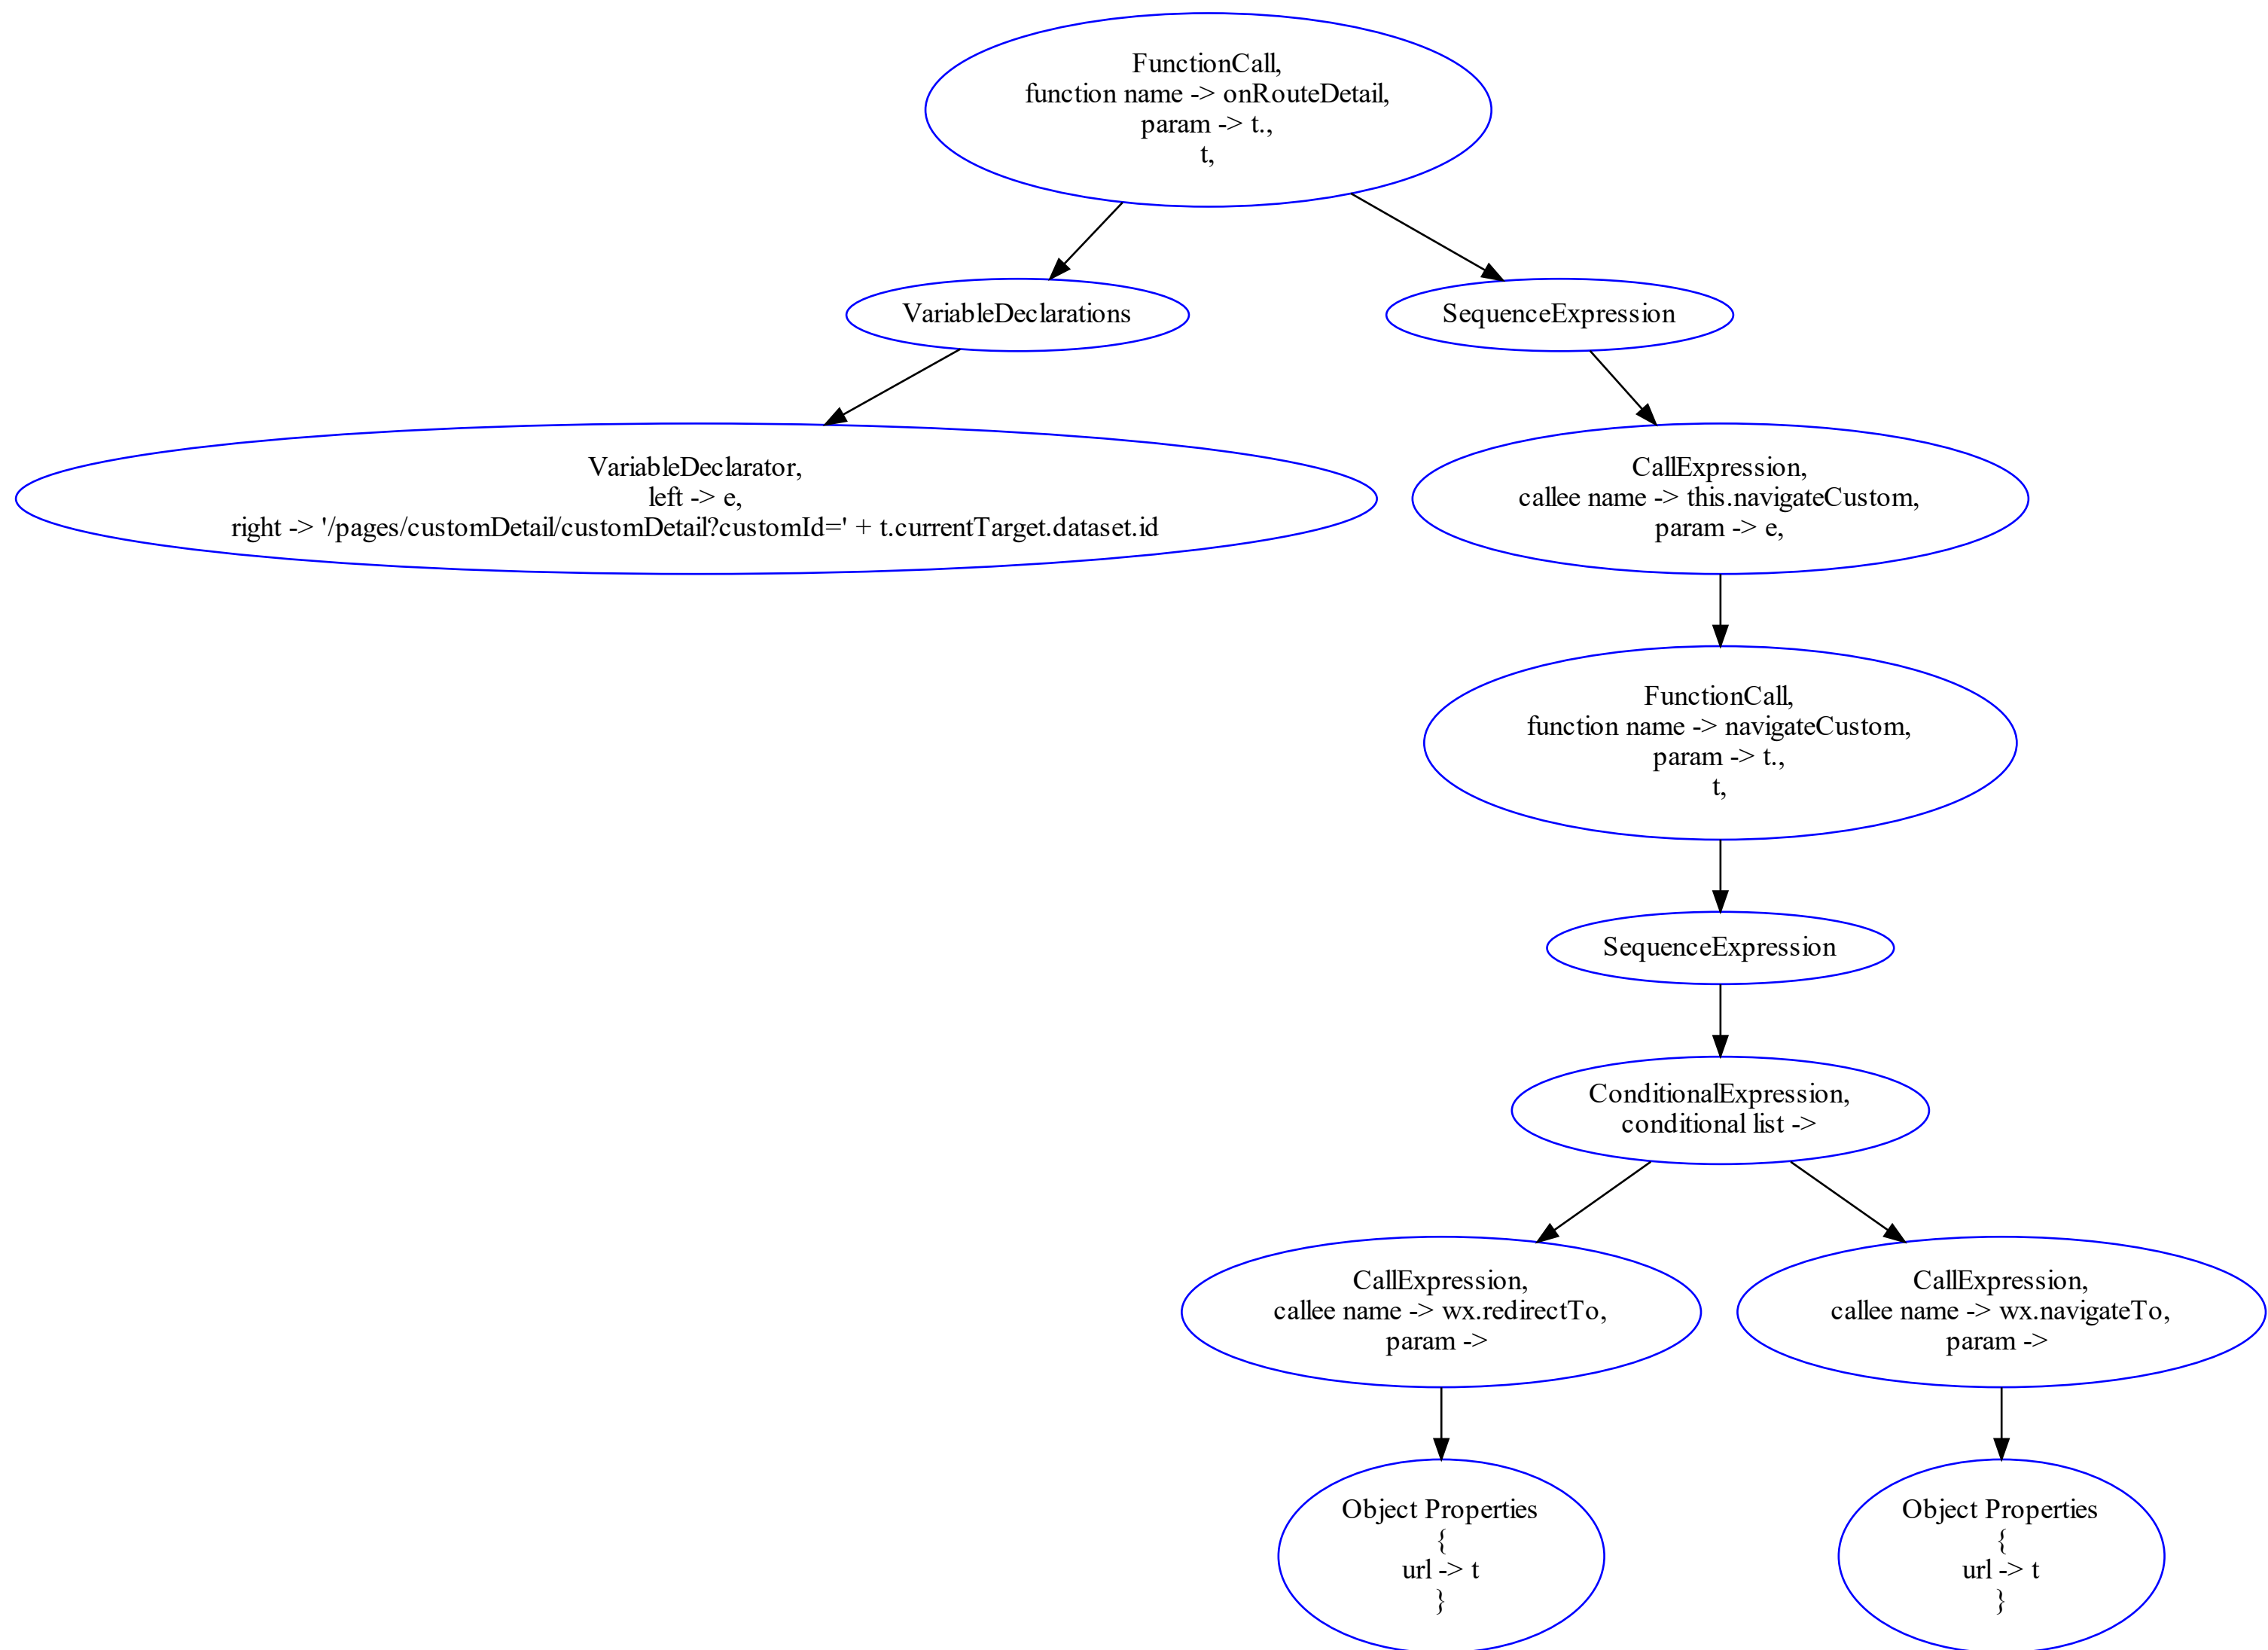 FunctionCall,
function name -> onRouteDetail,
param -> t.,
t,
VariableDeclarations
SequenceExpression
VariableDeclarator,
left -> e,
right -> '/pages/customDetail/customDetail?customId=' + t.currentTarget.dataset.id
CallExpression,
callee name -> this.navigateCustom,
param -> e,
FunctionCall,
function name -> navigateCustom,
param -> t.,
t,
SequenceExpression
ConditionalExpression,
conditional list ->
CallExpression,
callee name -> wx.redirectTo,
param ->
CallExpression,
callee name -> wx.navigateTo,
param ->
Object Properties
{
url -> t
}
Object Properties
{
url -> t
}